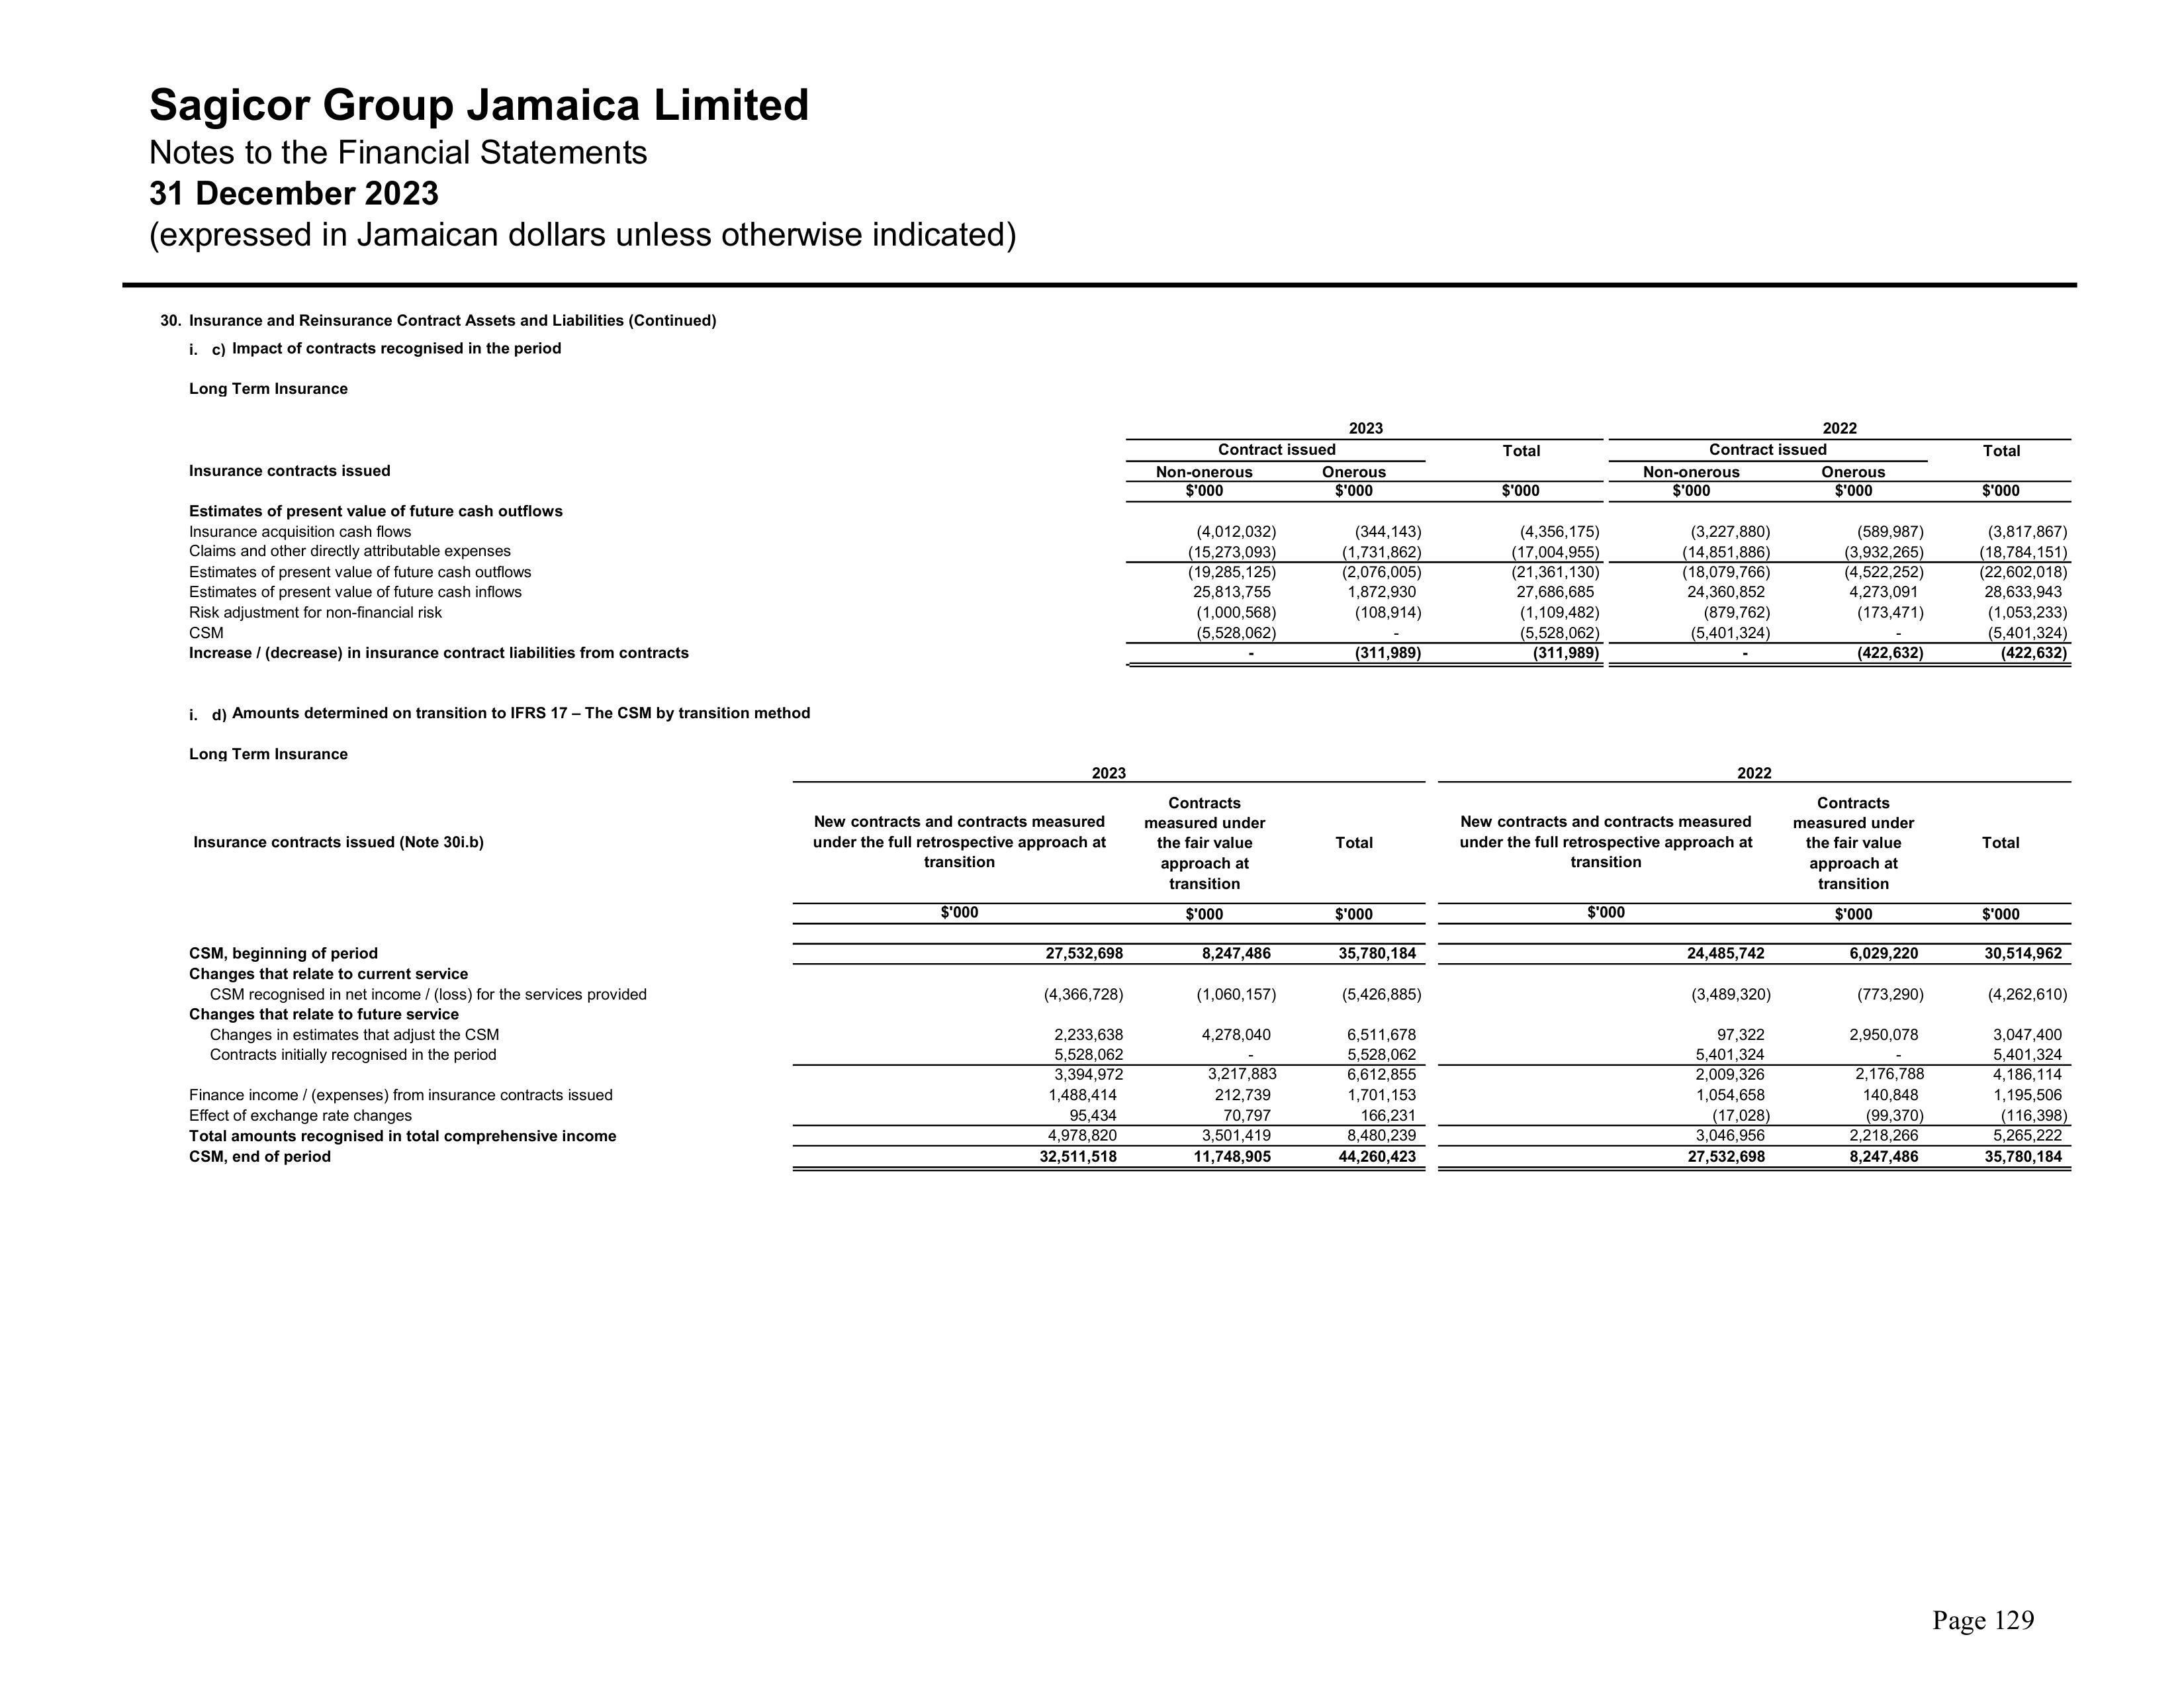 Sagicor Group Jamaica Limited
Notes to the Financial Statements
31 December 2023
(expressed in Jamaican dollars unless otherwise indicated)
30. Insurance and Reinsurance Contract Assets and Liabilities (Continued)
i. c) Impact of contracts recognised in the period
Long Term Insurance
2023 2022
Contract issued Total Contract issued Total
Insurance contracts issued Non-onerous Onerous Non-onerous Onerous
$'000 $'000 $'000 $'000 $'000 $'000
Estimates of present value of future cash outflows
Insurance acquisition cash flows (4,012,032) (344,143) (4,356,175) (3,227,880) (589,987) (3,817,867)
Claims and other directly attributable expenses (15,273,093) (1,731,862) (17,004,955) (14,851,886) (3,932,265) (18,784,151)
Estimates of present value of future cash outflows (19,285,125) (2,076,005) (21,361,130) (18,079,766) (4,522,252) (22,602,018)
Estimates of present value of future cash inflows 25,813,755 1,872,930 27,686,685 24,360,852 4,273,091 28,633,943
Risk adjustment for non-financial risk (1,000,568) (108,914) (1,109,482) (879,762) (173,471) (1,053,233)
CSM (5,528,062) - (5,528,062) (5,401,324) - (5,401,324)
Increase / (decrease) in insurance contract liabilities from contracts - (311,989) (311,989) - (422,632) (422,632)
i. d) Amounts determined on transition to IFRS 17 – The CSM by transition method
Long Term Insurance
2023 2022
Contracts Contracts
New contracts and contracts measured measured under New contracts and contracts measured measured under
Insurance contracts issued (Note 30i.b) under the full retrospective approach at the fair value Total under the full retrospective approach at the fair value Total
transition approach at transition approach at
transition transition
$'000 $'000 $'000 $'000 $'000 $'000
CSM, beginning of period 27,532,698 8,247,486 35,780,184 24,485,742 6,029,220 30,514,962
Changes that relate to current service
CSM recognised in net income / (loss) for the services provided (4,366,728) (1,060,157) (5,426,885) (3,489,320) (773,290) (4,262,610)
Changes that relate to future service
Changes in estimates that adjust the CSM 2,233,638 4,278,040 6,511,678 97,322 2,950,078 3,047,400
Contracts initially recognised in the period 5,528,062 - 5,528,062 5,401,324 - 5,401,324
3,394,972 3,217,883 6,612,855 2,009,326 2,176,788 4,186,114
Finance income / (expenses) from insurance contracts issued 1,488,414 212,739 1,701,153 1,054,658 140,848 1,195,506
Effect of exchange rate changes 95,434 70,797 166,231 (17,028) (99,370) (116,398)
Total amounts recognised in total comprehensive income 4,978,820 3,501,419 8,480,239 3,046,956 2,218,266 5,265,222
CSM, end of period 32,511,518 11,748,905 44,260,423 27,532,698 8,247,486 35,780,184
Page 129